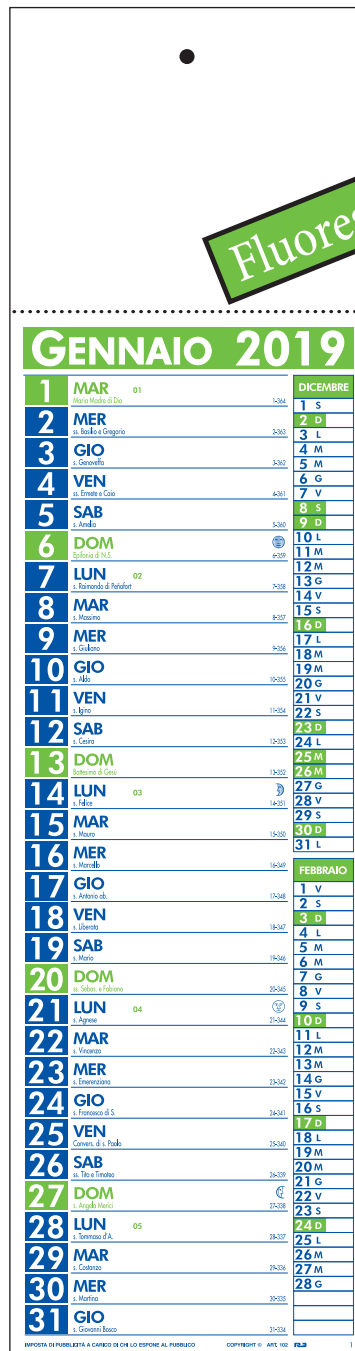 Fluores
GENNAIO 2019
1 MAR 01
Maria Madre di Dio 1-364
2 MER
ss. Basilio e Gregorio 2-363
3 GIO
s. Genoveffa 3-362
4 VEN
ss. Ermete e Caio 4-361
5 SAB
s. Amelia 5-360
6 DOM
Epifania di N.S. 6-359
7 LUN 02
s. Raimondo di Peñafort 7-358
8 MAR
s. Massimo 8-357
9 MER
s. Giuliano 9-356
10 GIO
s. Aldo 10-355
11 VEN
s. Igino 11-354
12 SAB
s. Cesira 12-353
13 DOM
Battesimo di Gesù 13-352
14 LUN 03
s. Felice 14-351
15 MAR
s. Mauro 15-350
16 MER
s. Marcello 16-349
17 GIO
s. Antonio ab. 17-348
18 VEN
s. Liberata 18-347
19 SAB
s. Mario 19-346
20 DOM
ss. Sebas. e Fabiano 20-345
21 LUN 04
s. Agnese 21-344
22 MAR
s. Vincenzo 22-343
23 MER
s. Emerenziana 23-342
24 GIO
s. Francesco di S. 24-341
25 VEN
Convers. di s. Paolo 25-340
26 SAB
ss. Tito e Timoteo 26-339
27 DOM
s. Angela Merici 27-338
28 LUN 05
s. Tommaso d'A. 28-337
29 MAR
s. Costanzo 29-336
30 MER
s. Martina 30-335
31 GIO
s. Giovanni Bosco 31-334
DICEMBRE
1 S
2 D
3 L
4 M
5 M
6 G
7 V
8 S
9 D
10 L
11 M
12 M
13 G
14 V
15 S
16 D
17 L
18 M
19 M
20 G
21 V
22 S
23 D
24 L
25 M
26 M
27 G
28 V
29 S
30 D
31 L
FEBBRAIO
1 V
2 S
3 D
4 L
5 M
6 M
7 G
8 V
9 S
10 D
11 L
12 M
13 M
14 G
15 V
16 S
17 D
18 L
19 M
20 M
21 G
22 V
23 S
24 D
25 L
26 M
27 M
28 G
IMPOSTA DI PUBBLICITÀ A CARICO DI CHI LO ESPONE AL PUBBLICO COPYRIGHT © ART. 102 1